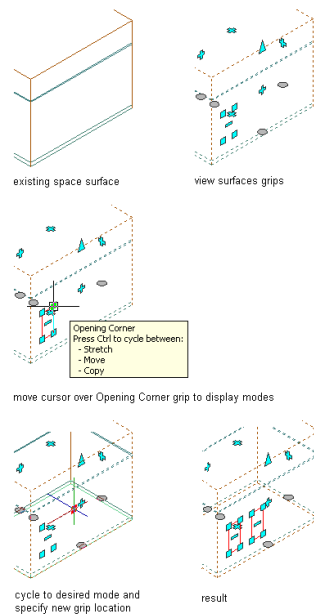 existing space surface
view surfaces grips
Opening Corner
Press Ctrl to cycle between:
- Stretch
- Move
- Copy
move cursor over Opening Corner grip to display modes
cycle to desired mode and
specify new grip location
result